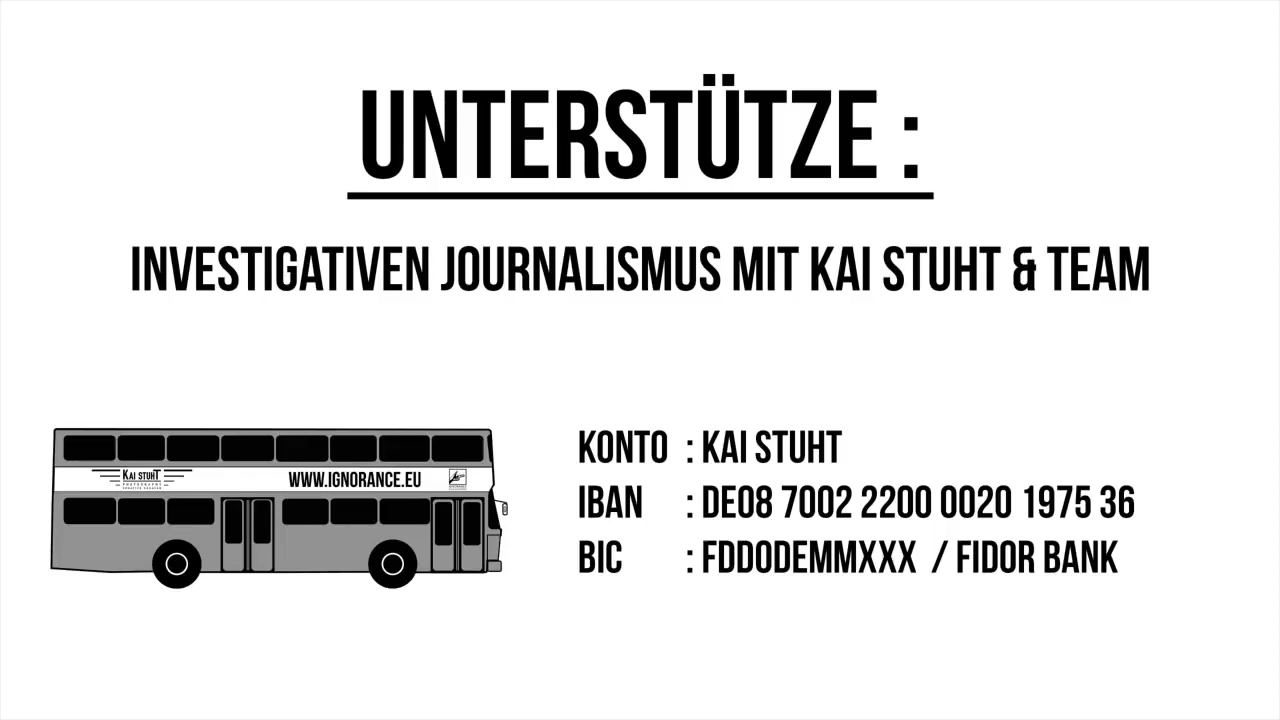 UNTERSTÜTZE :
INVESTIGATIVEN JOURNALISMUS MIT KAI STUHT & TEAM
KAI STUHT
PHOTOGRAPHY
WWW.IGNORANCE.EU
KONTO : KAI STUHT
IBAN : DE08 7002 2200 0020 1975 36
BIC : FDDODEMMXXX / FIDOR BANK